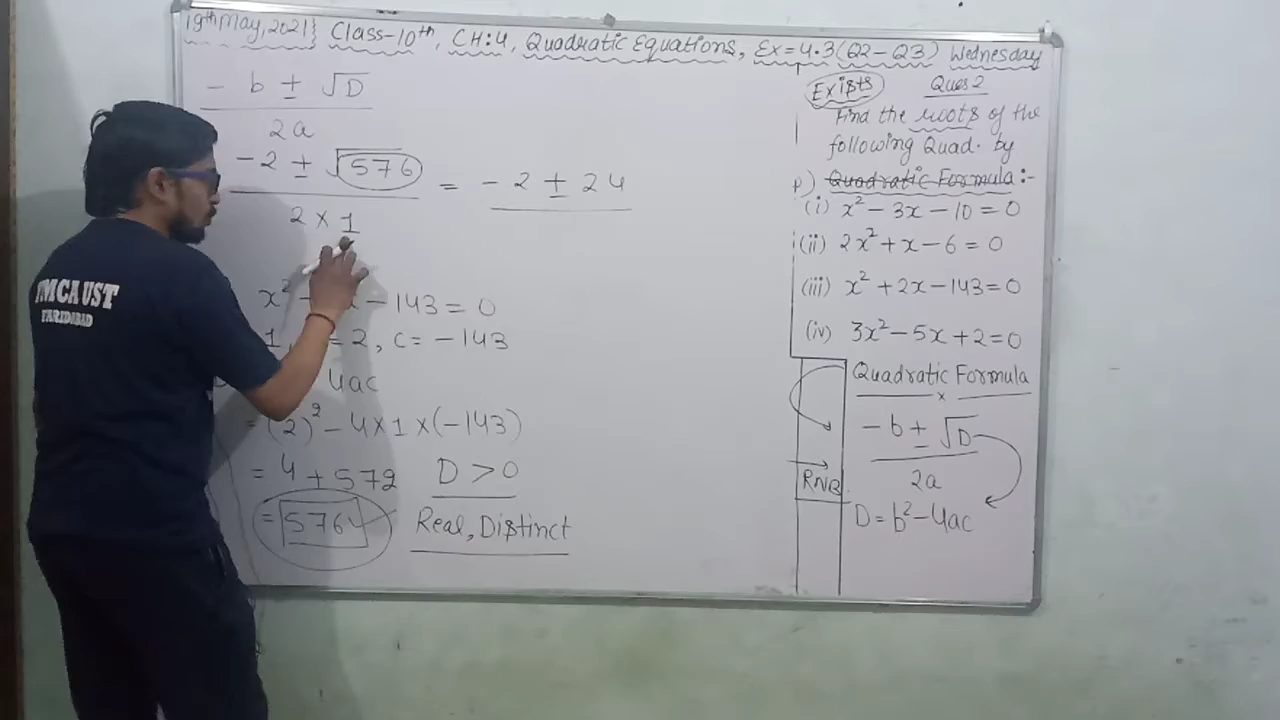 19th May, 2021} Class-10th, CH:4, Quadratic Equations, Ex=4.3(Q2-Q3) Wednesday
- b ± √D
2a
-2 ± √576
2 × 1
= -2 ± 24
x² - 143 = 0
1, = 2, c = -143
4ac
= (2)² - 4×1×(-143)
= 4 + 572 D > 0
= 576 Real, Distinct
Exists Ques 2
Find the roots of the
following Quad. by
Quadratic Formula:-
(i) x² - 3x - 10 = 0
(ii) 2x² + x - 6 = 0
(iii) x² + 2x - 143 = 0
(iv) 3x² - 5x + 2 = 0
Quadratic Formula
-b ± √D
2a
D = b² - 4ac
YMCA UST
FARIDABAD